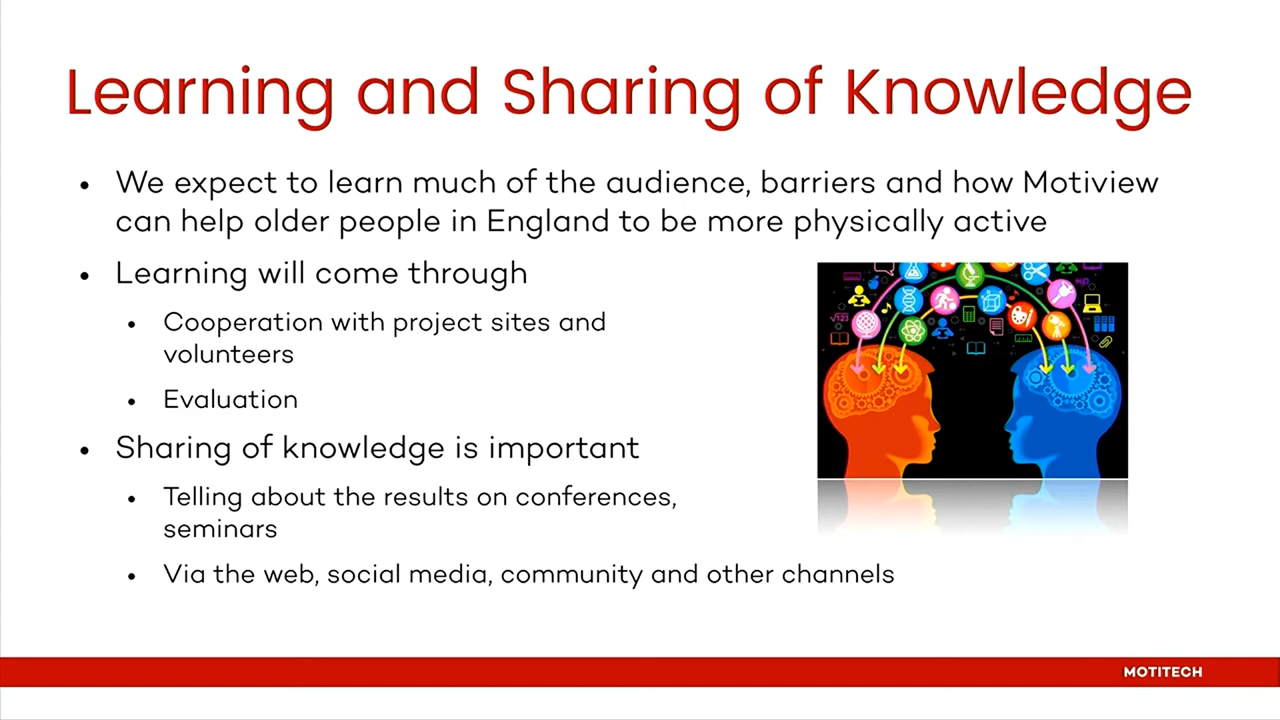 Learning and Sharing of Knowledge
• We expect to learn much of the audience, barriers and how Motiview
can help older people in England to be more physically active
• Learning will come through
• Cooperation with project sites and
volunteers
• Evaluation
• Sharing of knowledge is important
• Telling about the results on conferences,
seminars
• Via the web, social media, community and other channels
√123
MOTITECH